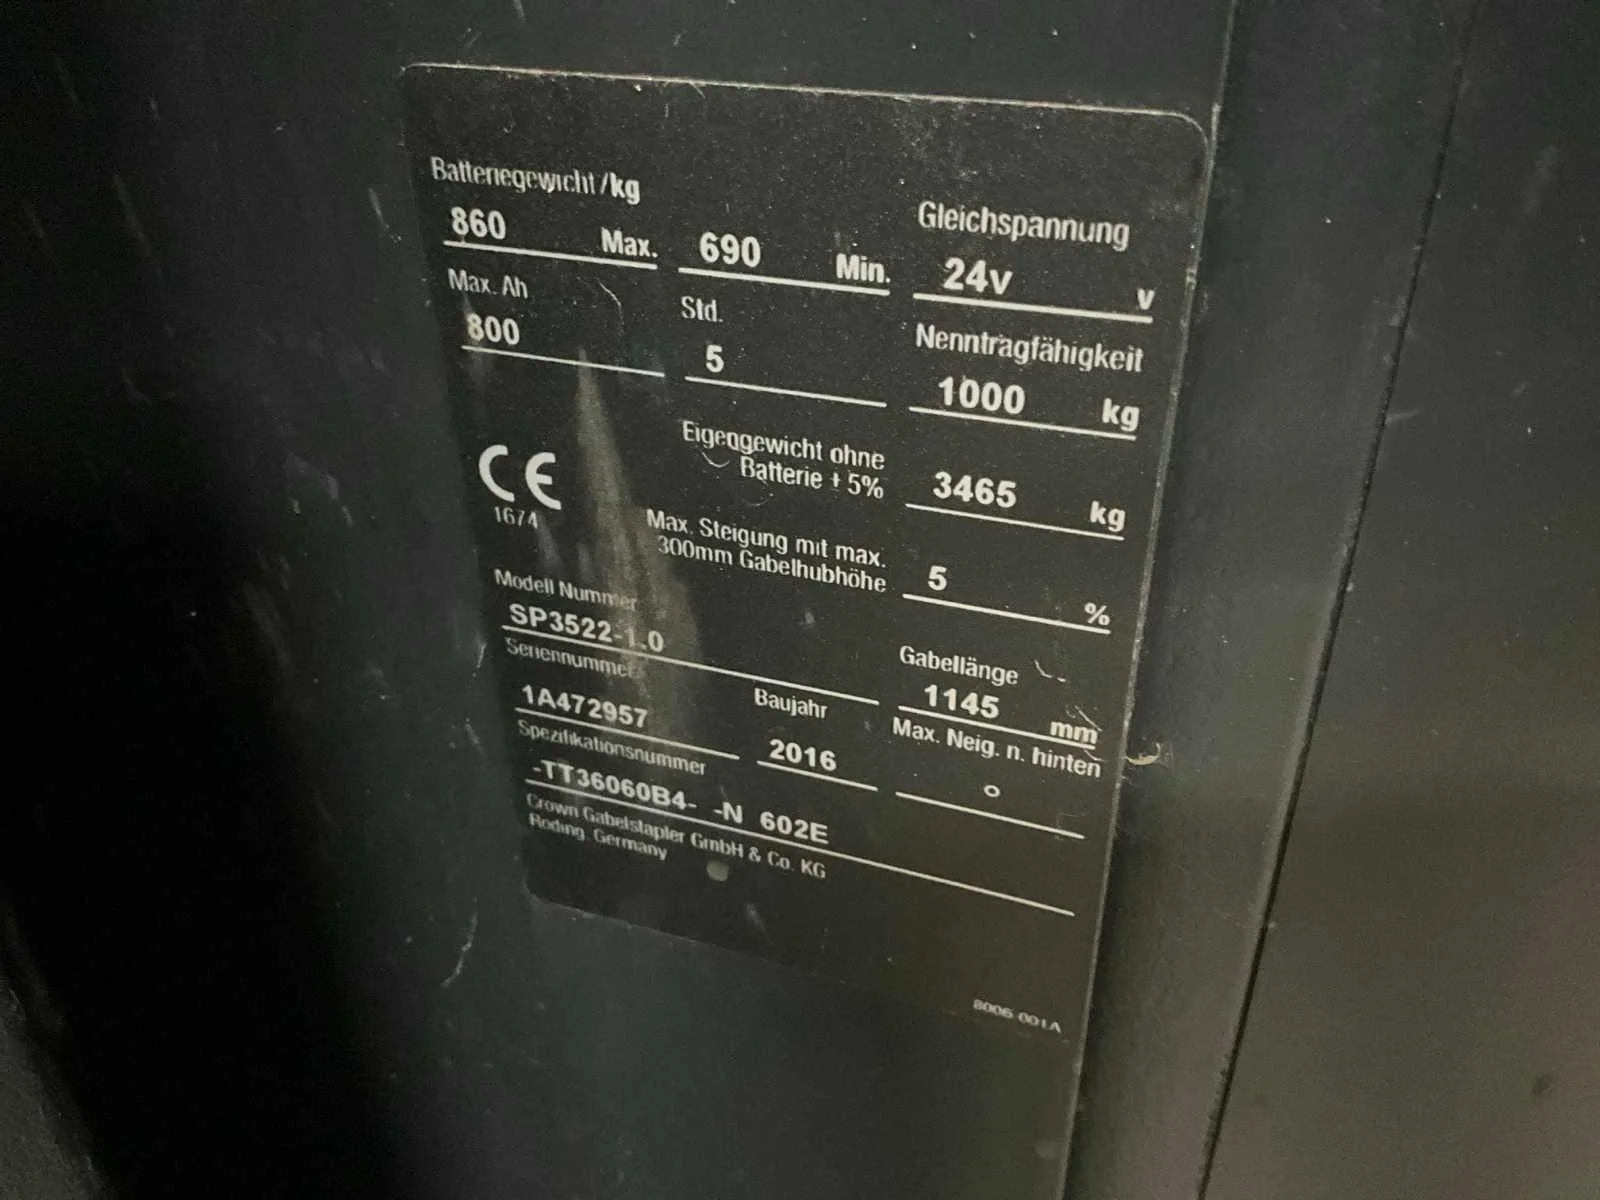 Batteriegewicht/kg
860 Max. 690 Min.
Gleichspannung
24v v
Max. Ah
800
Std.
5
Nenntragfähigkeit
1000 kg
Eigengewicht ohne
Batterie ± 5%
3465 kg
CE
1674
Max. Steigung mit max.
300mm Gabelhubhöhe
5 %
Modell Nummer
SP3522-1.0
Gabellänge
1145 mm
Seriennummer
1A472957
Baujahr
2016
Max. Neig. n. hinten
°
Spezifikationsnummer
-TT36060B4- -N 602E
Crown Gabelstapler GmbH & Co. KG
Roding, Germany
8006 001A